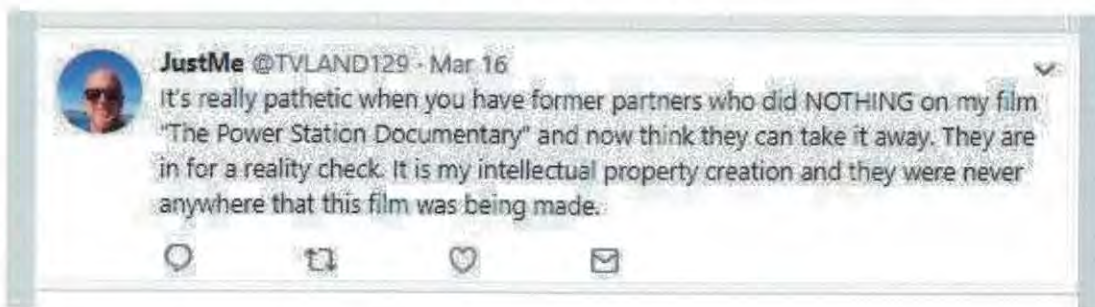 JustMe @TVLAND129 · Mar 16
It's really pathetic when you have former partners who did NOTHING on my film
"The Power Station Documentary" and now think they can take it away. They are
in for a reality check. It is my intellectual property creation and they were never
anywhere that this film was being made.